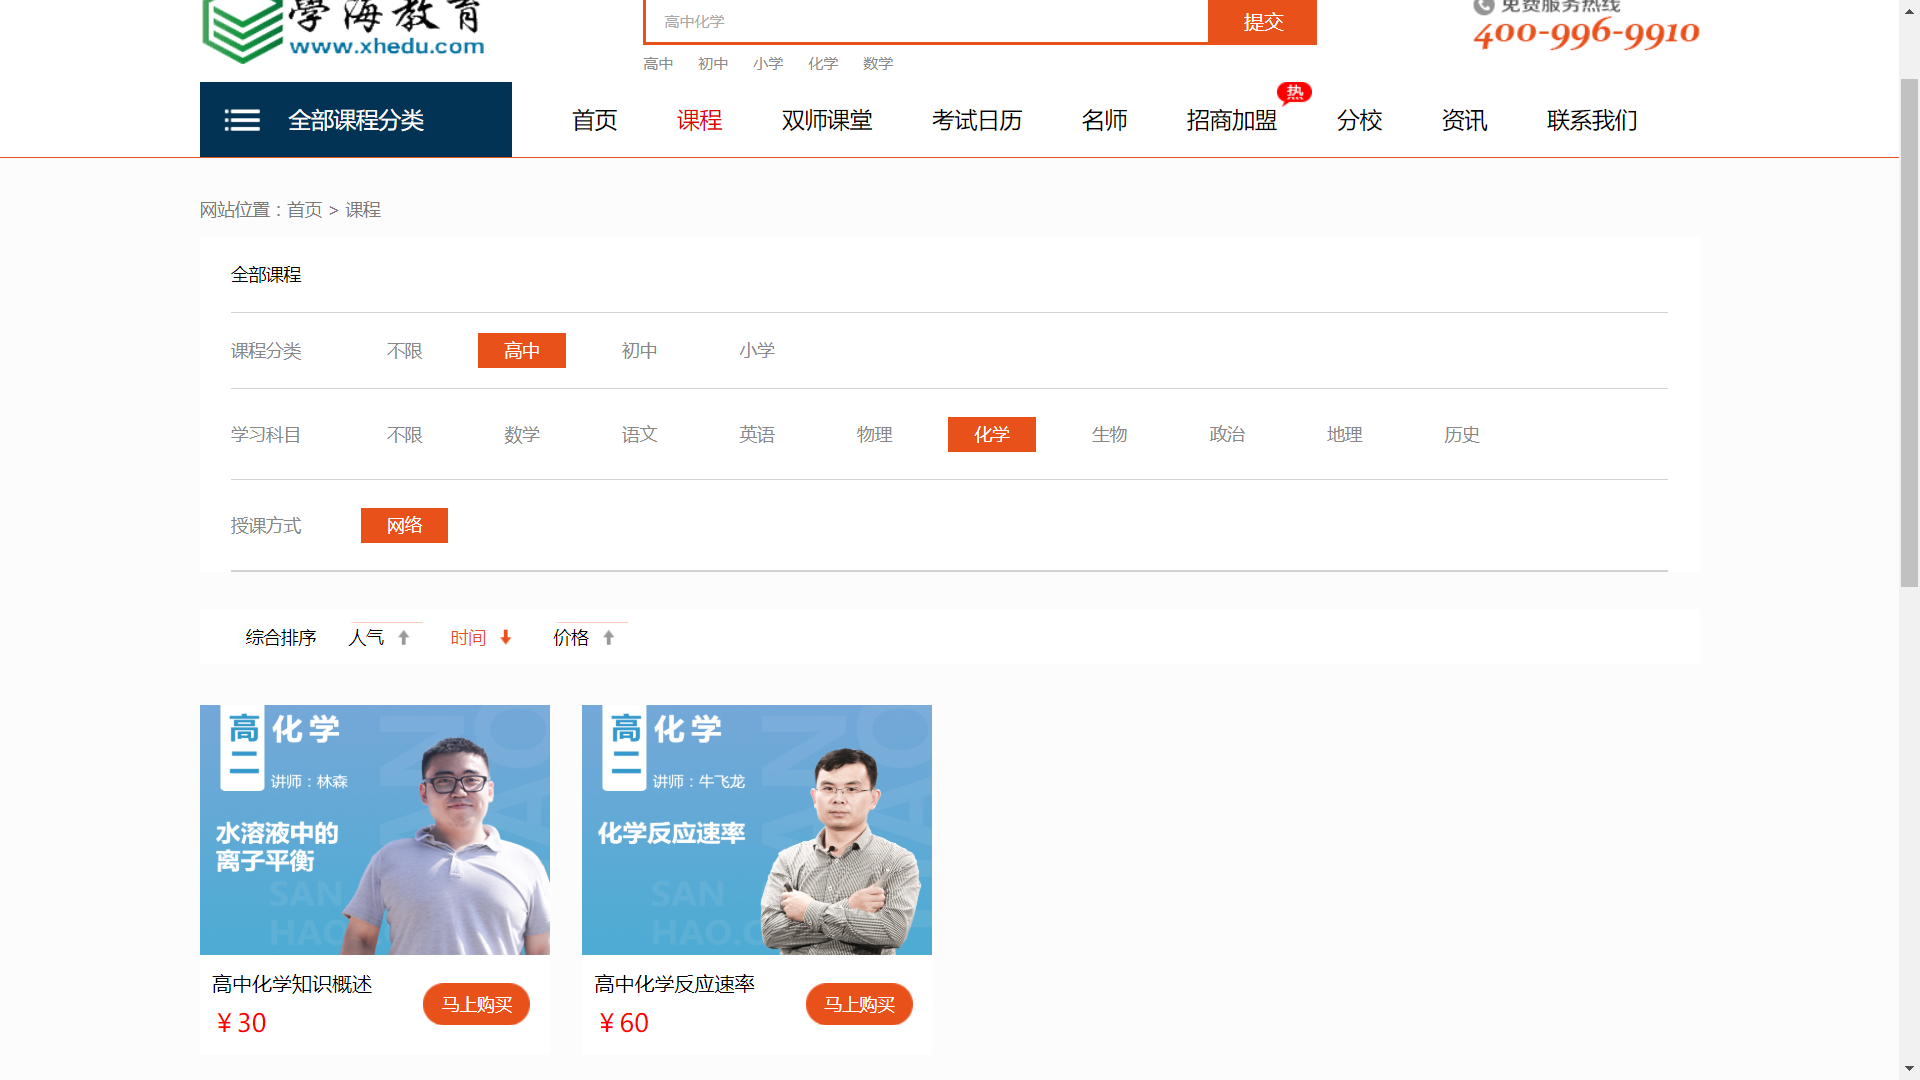 學海教育
www.xhedu.com
高中化学
提交
免费服务热线
400-996-9910
高中 初中 小学 化学 数学
全部课程分类
首页 课程 双师课堂 考试日历 名师 招商加盟 热 分校 资讯 联系我们
网站位置：首页 > 课程
全部课程
课程分类 不限 高中 初中 小学
学习科目 不限 数学 语文 英语 物理 化学 生物 政治 地理 历史
授课方式 网络
综合排序 人气 时间 价格
高二 化学
讲师：林森
水溶液中的
离子平衡
SAN
HAO
高二 化学
讲师：牛飞龙
化学反应速率
SAN
HAO.C
高中化学知识概述
￥30
马上购买
高中化学反应速率
￥60
马上购买